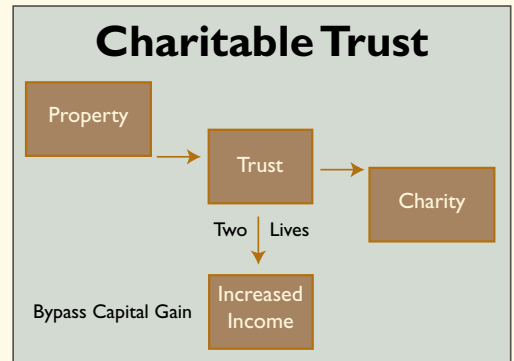 Charitable Trust
Property
Trust
Charity
Two Lives
Increased
Income
Bypass Capital Gain